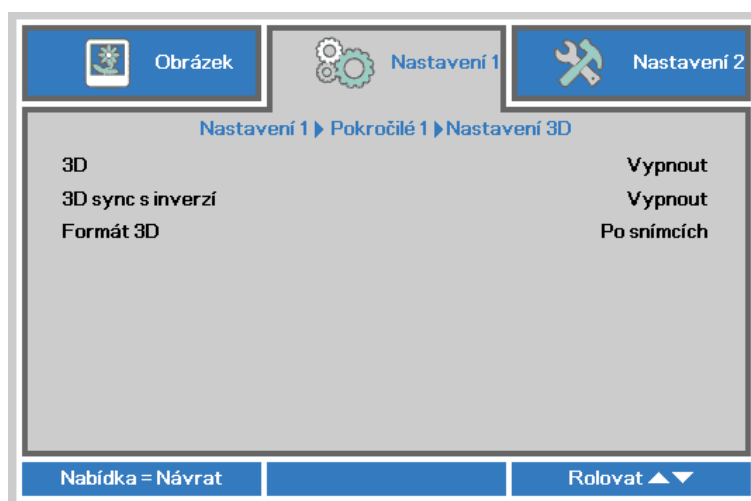 Obrázek
Nastavení 1
Nastavení 2
Nastavení 1 ▶ Pokročilé 1 ▶ Nastavení 3D
3D Vypnout
3D sync s inverzí Vypnout
Formát 3D Po snímcích
Nabídka = Návrat
Rolovat ▲▼